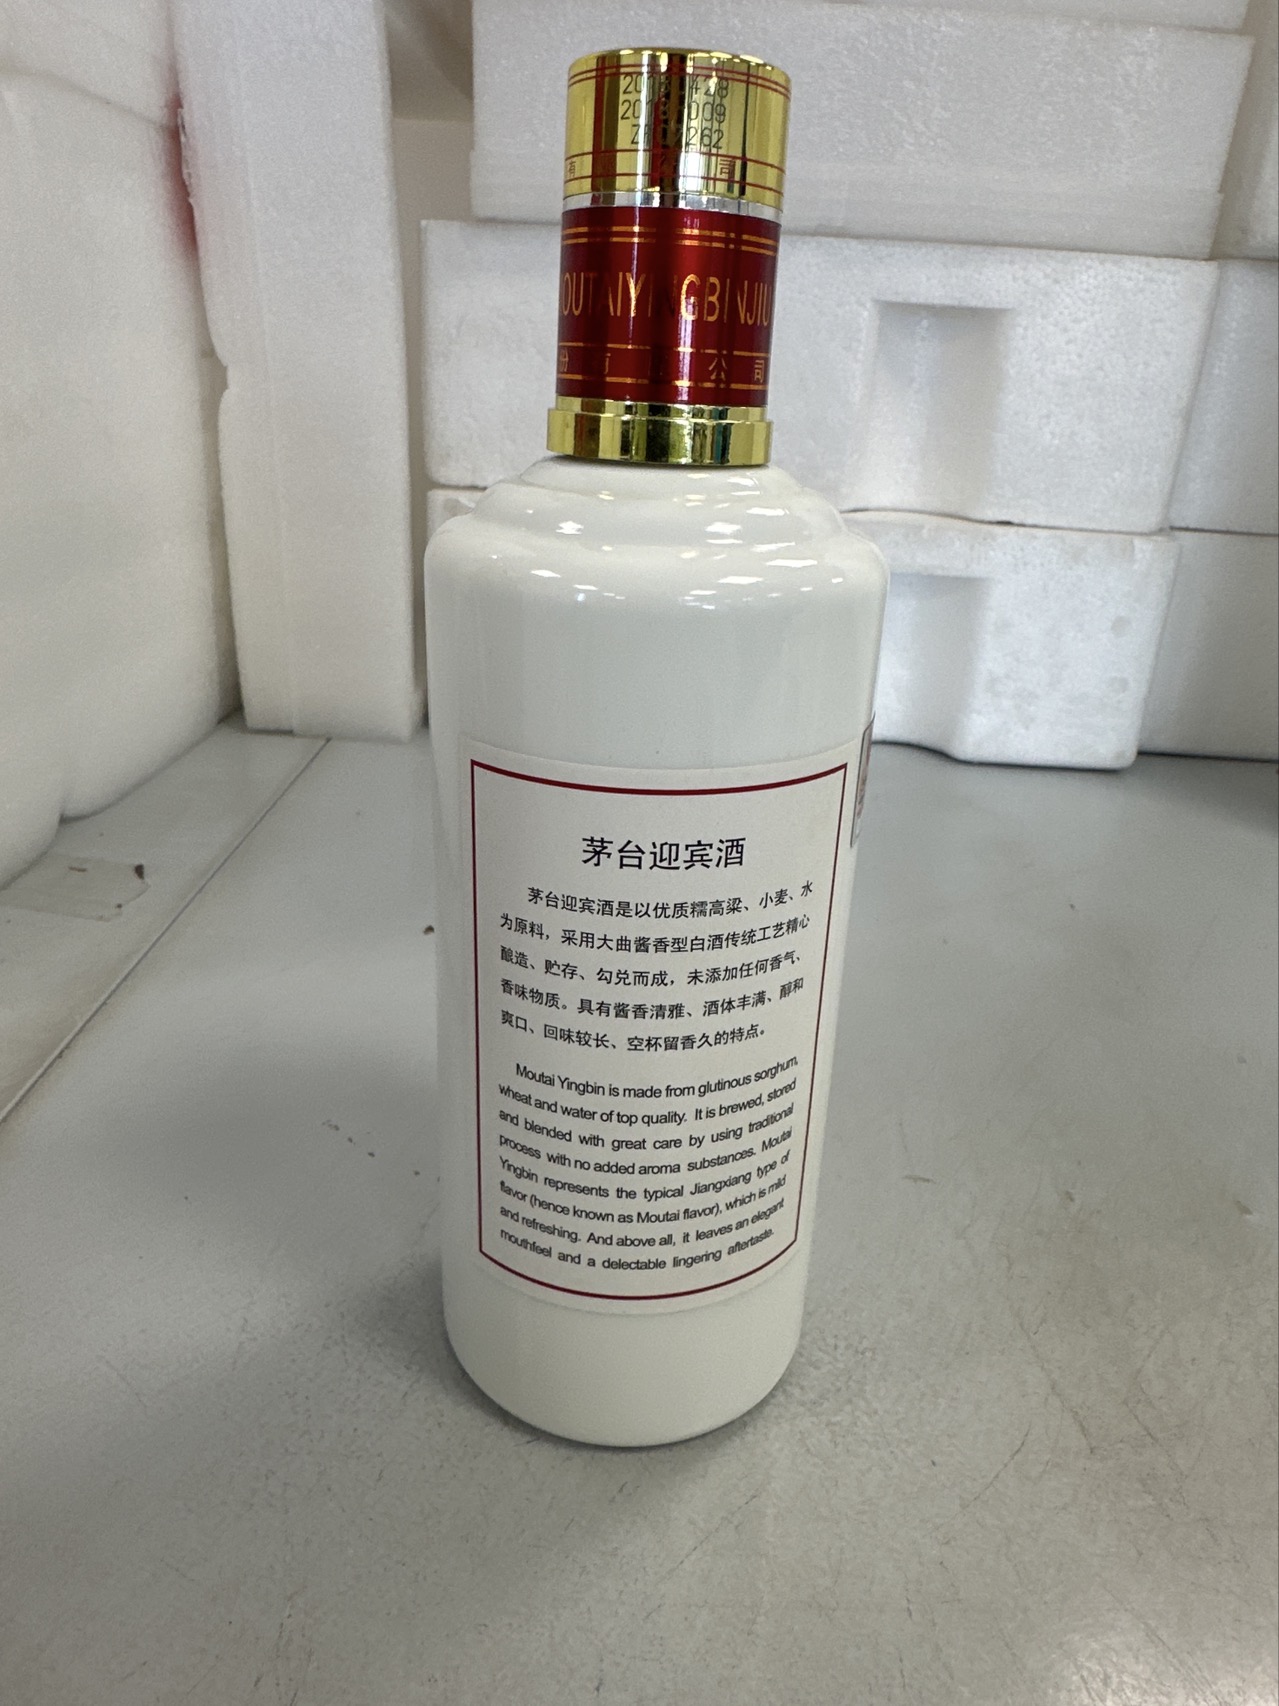 MOUTAIYINGBINJIU
公司
茅台迎宾酒
茅台迎宾酒是以优质糯高粱、小麦、水
为原料，采用大曲酱香型白酒传统工艺精心
酿造、贮存、勾兑而成，未添加任何香气、
香味物质。具有酱香清雅、酒体丰满、醇和
爽口、回味较长、空杯留香久的特点。
Moutai Yingbin is made from glutinous sorghum,
wheat and water of top quality. It is brewed, stored
and blended with great care by using traditional
process with no added aroma substances. Moutai
Yingbin represents the typical Jiangxiang type of
flavor (hence known as Moutai flavor), which is mild
and refreshing. And above all, it leaves an elegant
mouthfeel and a delectable lingering aftertaste.